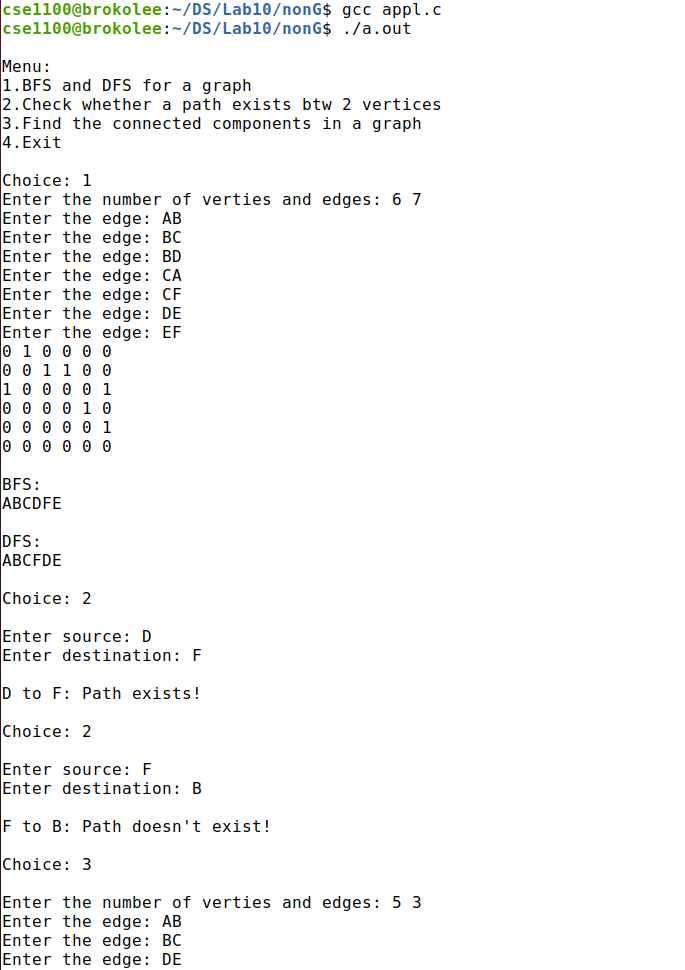 cse1100@brokolee:~/DS/Lab10/nonG$ gcc appl.c
cse1100@brokolee:~/DS/Lab10/nonG$ ./a.out
Menu:
1.BFS and DFS for a graph
2.Check whether a path exists btw 2 vertices
3.Find the connected components in a graph
4.Exit
Choice: 1
Enter the number of verties and edges: 6 7
Enter the edge: AB
Enter the edge: BC
Enter the edge: BD
Enter the edge: CA
Enter the edge: CF
Enter the edge: DE
Enter the edge: EF
0 1 0 0 0 0
0 0 1 1 0 0
1 0 0 0 0 1
0 0 0 0 1 0
0 0 0 0 0 1
0 0 0 0 0 0
BFS:
ABCDFE
DFS:
ABCFDE
Choice: 2
Enter source: D
Enter destination: F
D to F: Path exists!
Choice: 2
Enter source: F
Enter destination: B
F to B: Path doesn't exist!
Choice: 3
Enter the number of verties and edges: 5 3
Enter the edge: AB
Enter the edge: BC
Enter the edge: DE